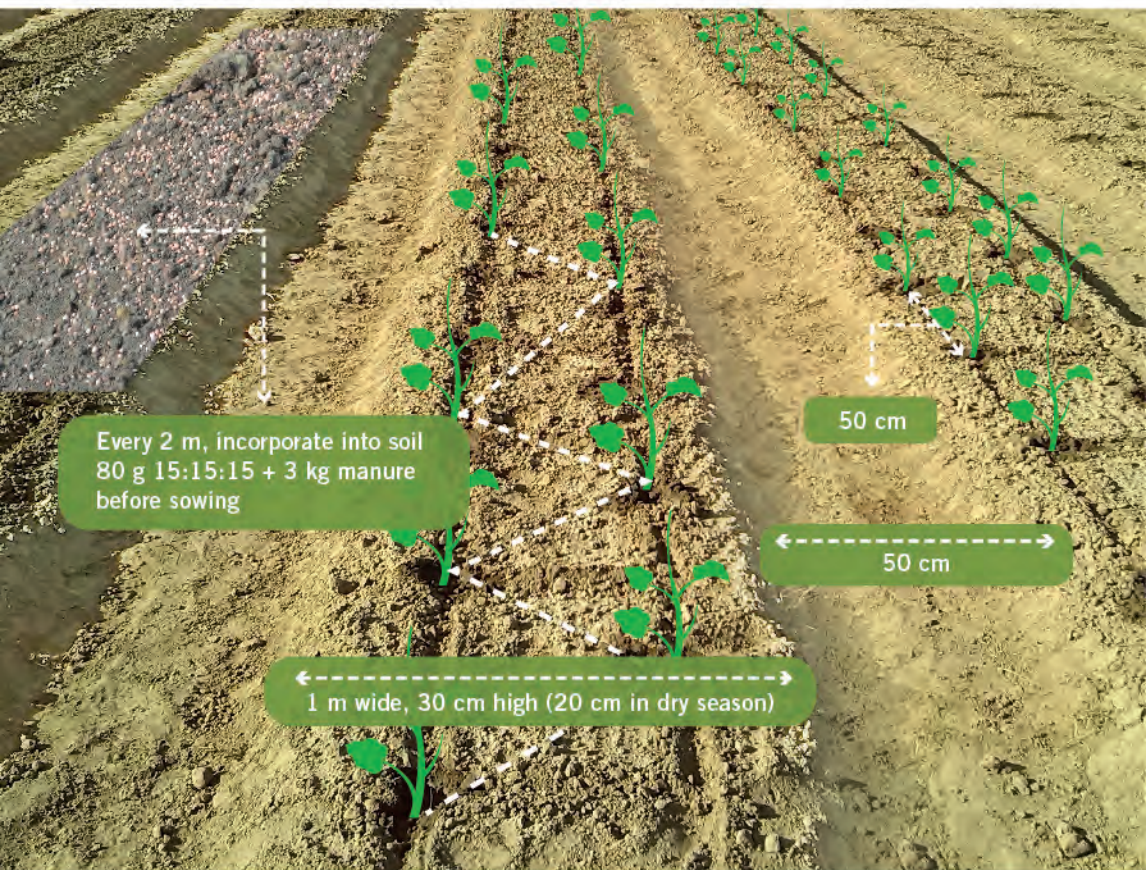 Every 2 m, incorporate into soil
80 g 15:15:15 + 3 kg manure
before sowing
50 cm
50 cm
1 m wide, 30 cm high (20 cm in dry season)